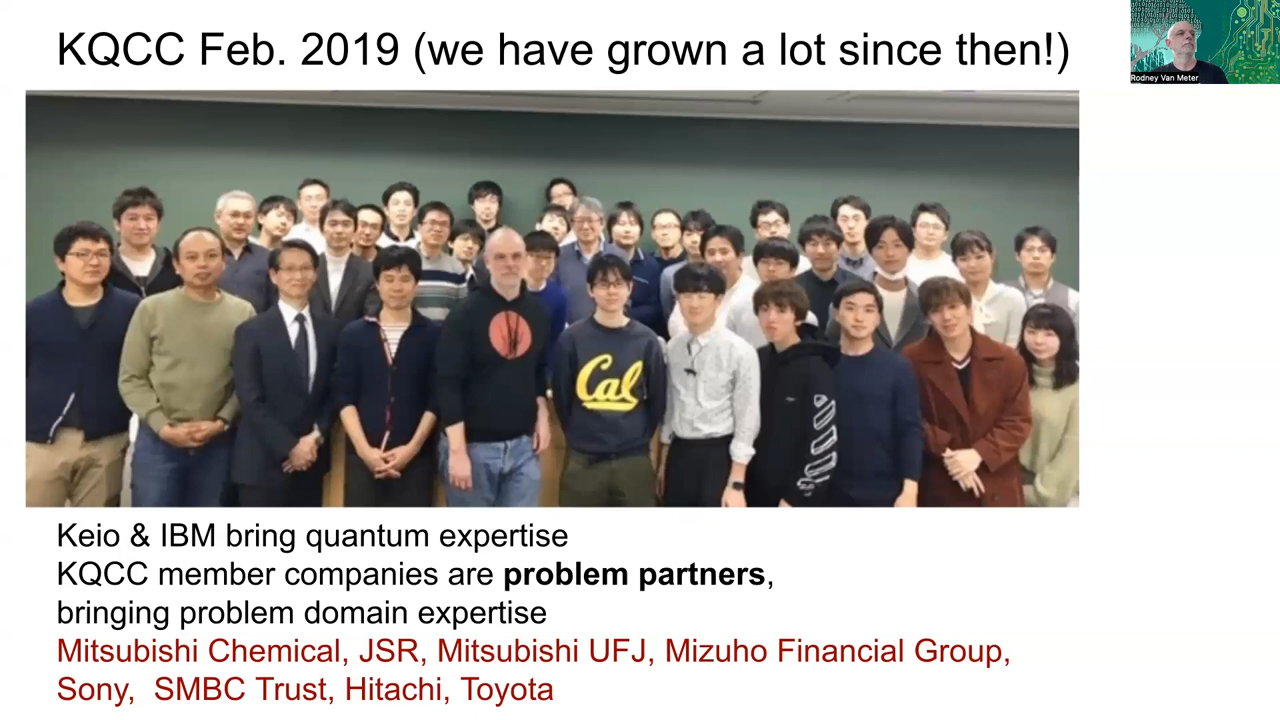 KQCC Feb. 2019 (we have grown a lot since then!)
Rodney Van Meter
Cal
Keio & IBM bring quantum expertise
KQCC member companies are problem partners,
bringing problem domain expertise
Mitsubishi Chemical, JSR, Mitsubishi UFJ, Mizuho Financial Group,
Sony, SMBC Trust, Hitachi, Toyota